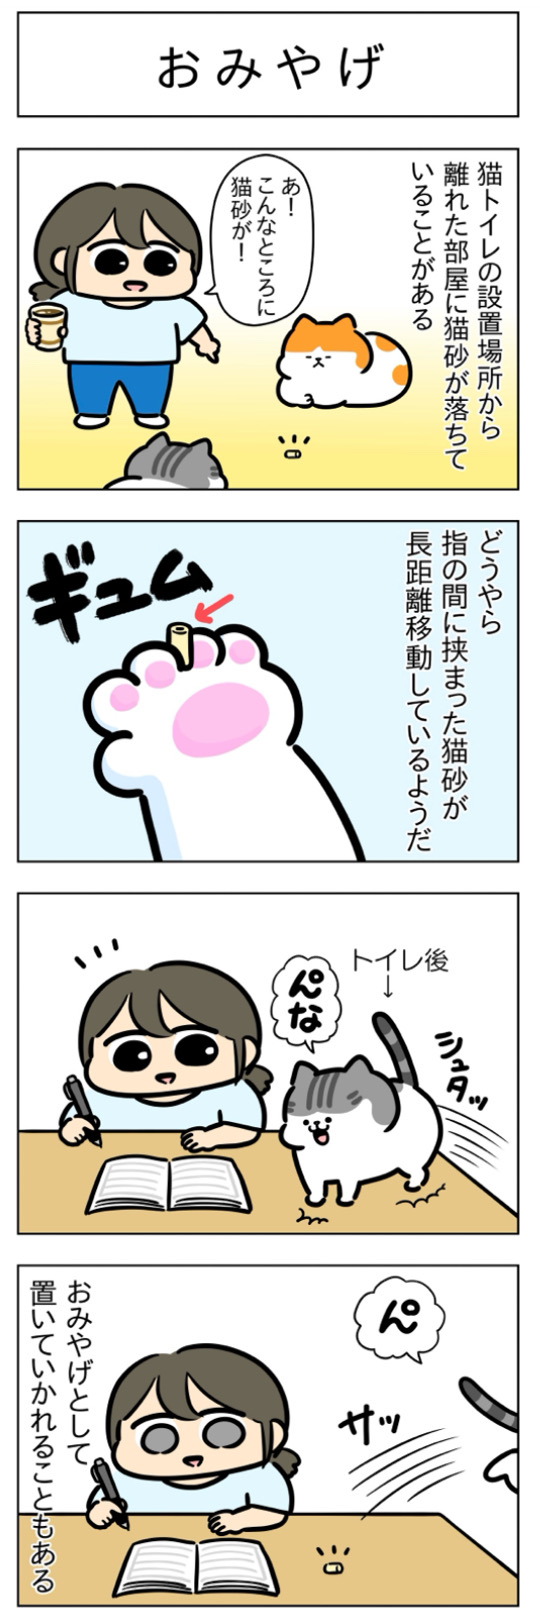 おみやげ
猫トイレの設置場所から
離れた部屋に猫砂が落ちて
いることがある
あ!
こんなところに
猫砂が!
どうやら
指の間に挟まった猫砂が
長距離移動しているようだ
ギュム
トイレ後
↓
んな
シュタッ
ん
サッ
おみやげとして
置いていかれることもある